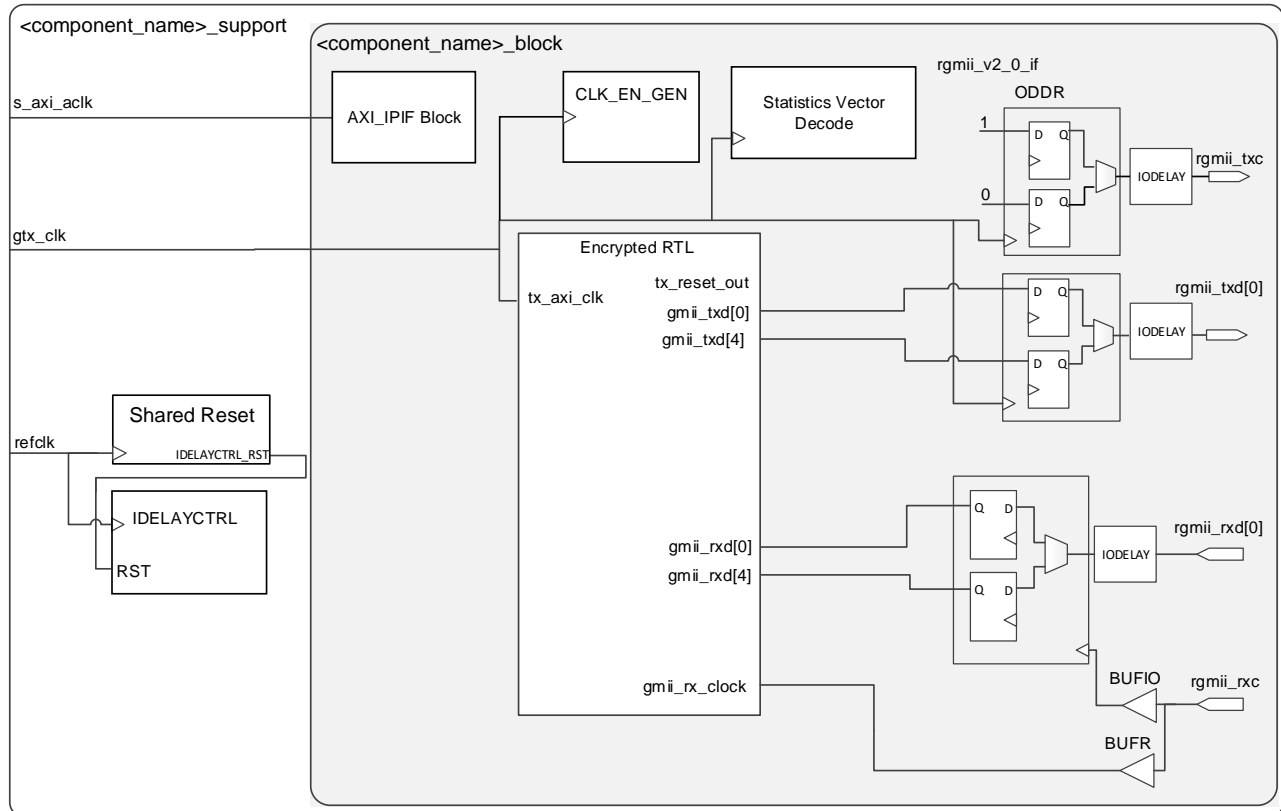 <component_name>_support
<component_name>_block
s_axi_aclk
AXI_IPIF Block
CLK_EN_GEN
Statistics Vector
Decode
rgmii_v2_0_if
ODDR
1
D Q
0
D Q
IODELAY
rgmii_txc
gtx_clk
Encrypted RTL
tx_axi_clk
tx_reset_out
gmii_txd[0]
gmii_txd[4]
D Q
D Q
IODELAY
rgmii_txd[0]
Shared Reset
IDELAYCTRL_RST
refclk
IDELAYCTRL
RST
gmii_rxd[0]
gmii_rxd[4]
Q D
Q D
IODELAY
rgmii_rxd[0]
gmii_rx_clock
BUFIO
rgmii_rxc
BUFR